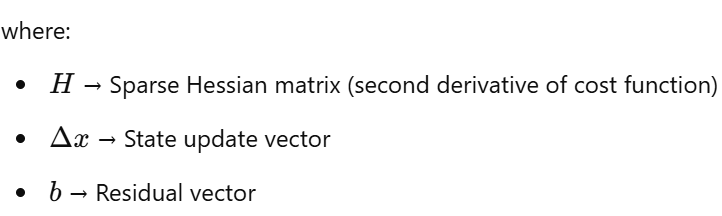 where:
• H → Sparse Hessian matrix (second derivative of cost function)
• Δx → State update vector
• b → Residual vector